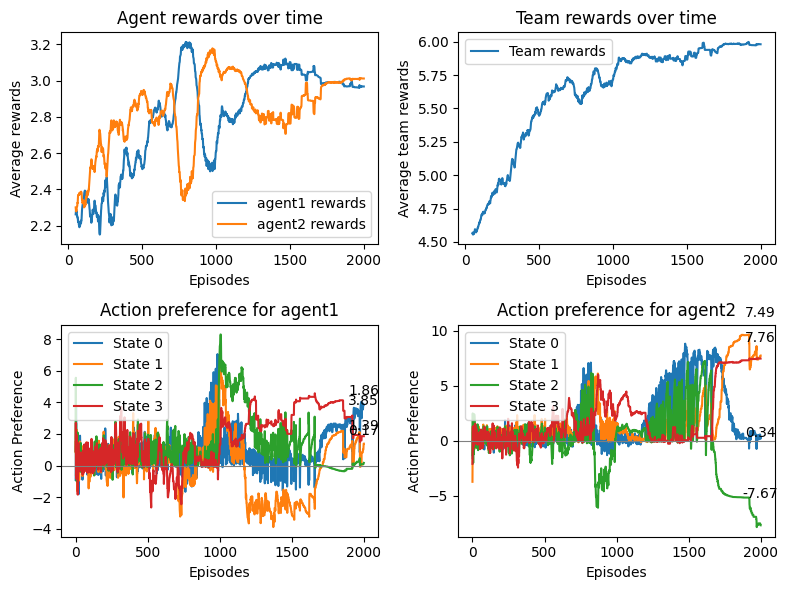 Agent rewards over time
Average rewards
3.2
3.0
2.8
2.6
2.4
2.2
agent1 rewards
agent2 rewards
0
500
1000
1500
2000
Episodes
Team rewards over time
Average team rewards
6.00
5.75
5.50
5.25
5.00
4.75
4.50
Team rewards
0
500
1000
1500
2000
Episodes
Action preference for agent1
Action Preference
8
6
4
2
0
−2
−4
State 0
State 1
State 2
State 3
1.86
3.85
1.39
0.17
0
500
1000
1500
2000
Episodes
Action preference for agent2
Action Preference
10
5
0
−5
State 0
State 1
State 2
State 3
7.49
7.76
0.34
-7.67
0
500
1000
1500
2000
Episodes